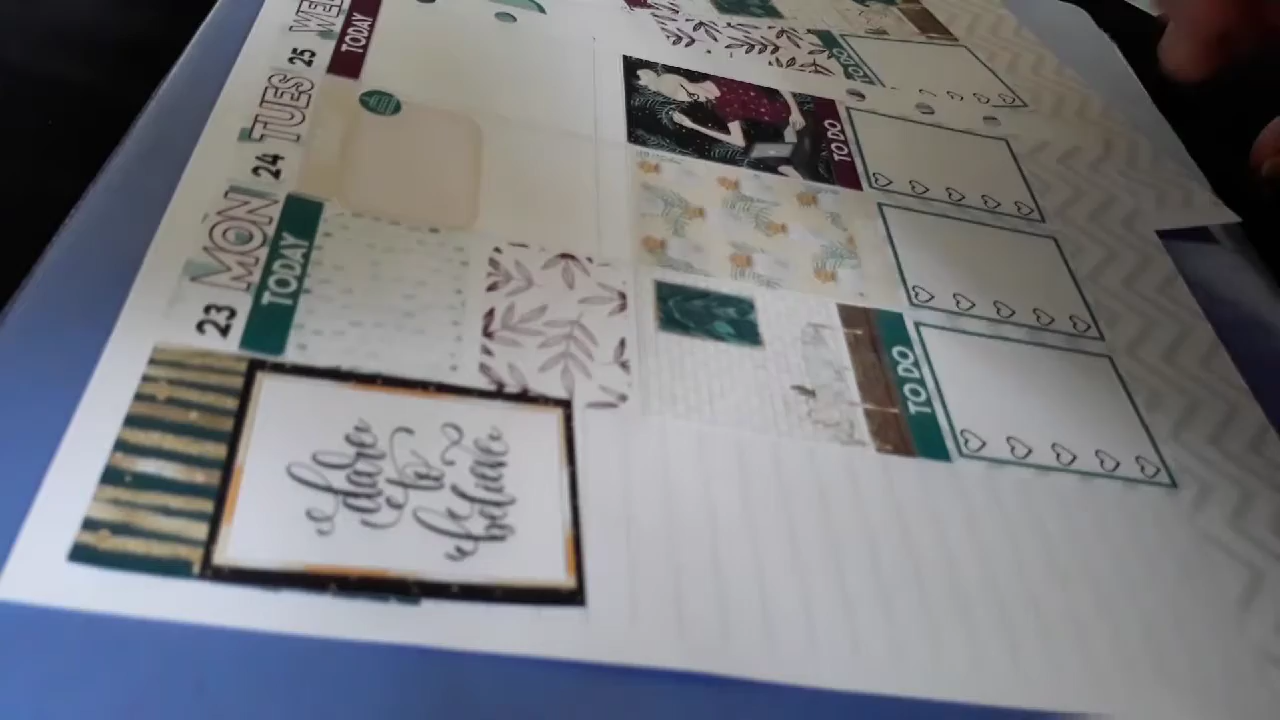 23 MON
TODAY
24 TUES
25 WE
TODAY
dare
to
believe
TO DO
TO DO
TO DO